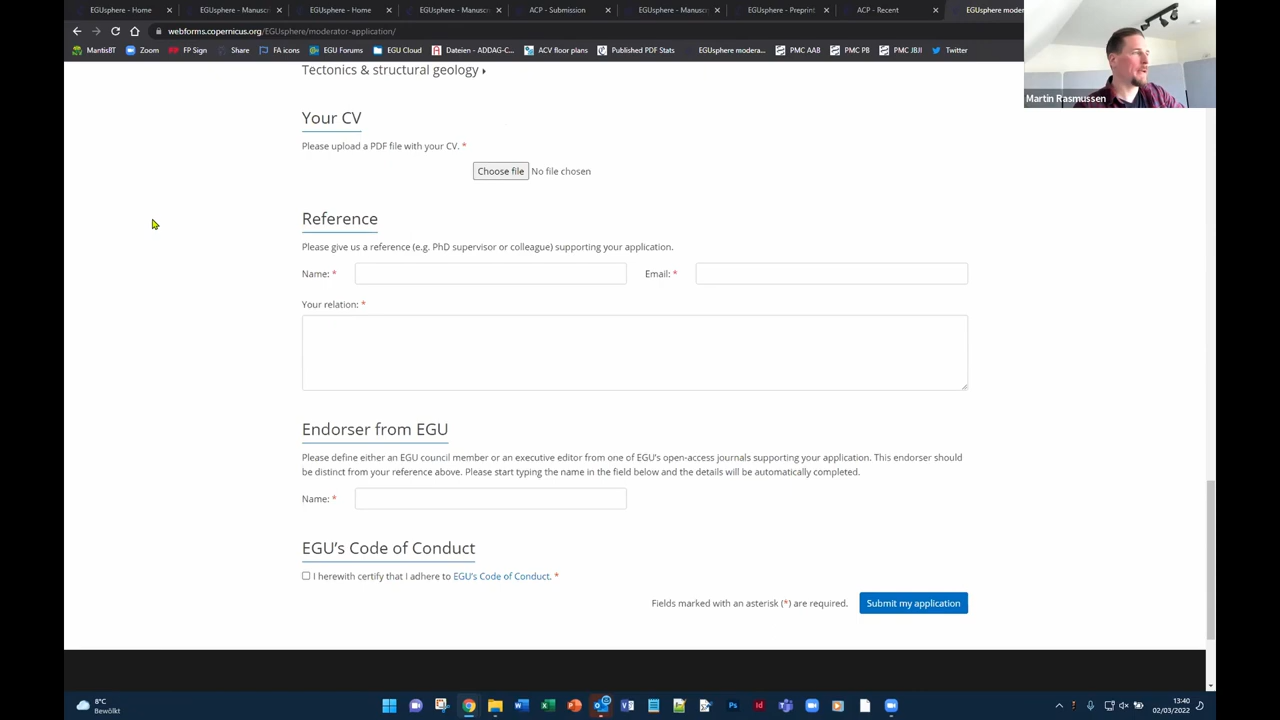 EGUsphere - Home
EGUsphere - Manuscr
EGUsphere - Home
EGUsphere - Manuscr
ACP - Submission
EGUsphere - Manuscr
EGUsphere - Preprint
ACP - Recent
EGUsphere mode
webforms.copernicus.org/EGUsphere/moderator-application/
MantisBT
Zoom
FP Sign
Share
FA icons
EGU Forums
EGU Cloud
Dateien - ADDAG-C...
ACV floor plans
Published PDF Stats
EGUsphere modera...
PMC AAB
PMC PB
PMC JBJI
Twitter
Martin Rasmussen
Tectonics & structural geology
Your CV
Please upload a PDF file with your CV. *
Choose file No file chosen
Reference
Please give us a reference (e.g. PhD supervisor or colleague) supporting your application.
Name: * Email: *
Your relation: *
Endorser from EGU
Please define either an EGU council member or an executive editor from one of EGU's open-access journals supporting your application. This endorser should
be distinct from your reference above. Please start typing the name in the field below and the details will be automatically completed.
Name: *
EGU's Code of Conduct
I herewith certify that I adhere to EGU's Code of Conduct. *
Fields marked with an asterisk (*) are required. Submit my application
8°C
Bewölkt
13:40
02/03/2022